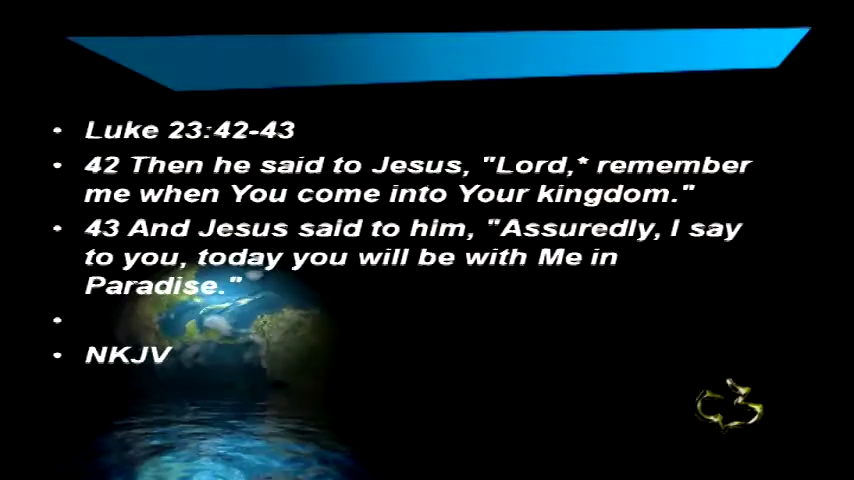 • Luke 23:42-43
• 42 Then he said to Jesus, "Lord,* remember
me when You come into Your kingdom."
• 43 And Jesus said to him, "Assuredly, I say
to you, today you will be with Me in
Paradise."
•
• NKJV
C3